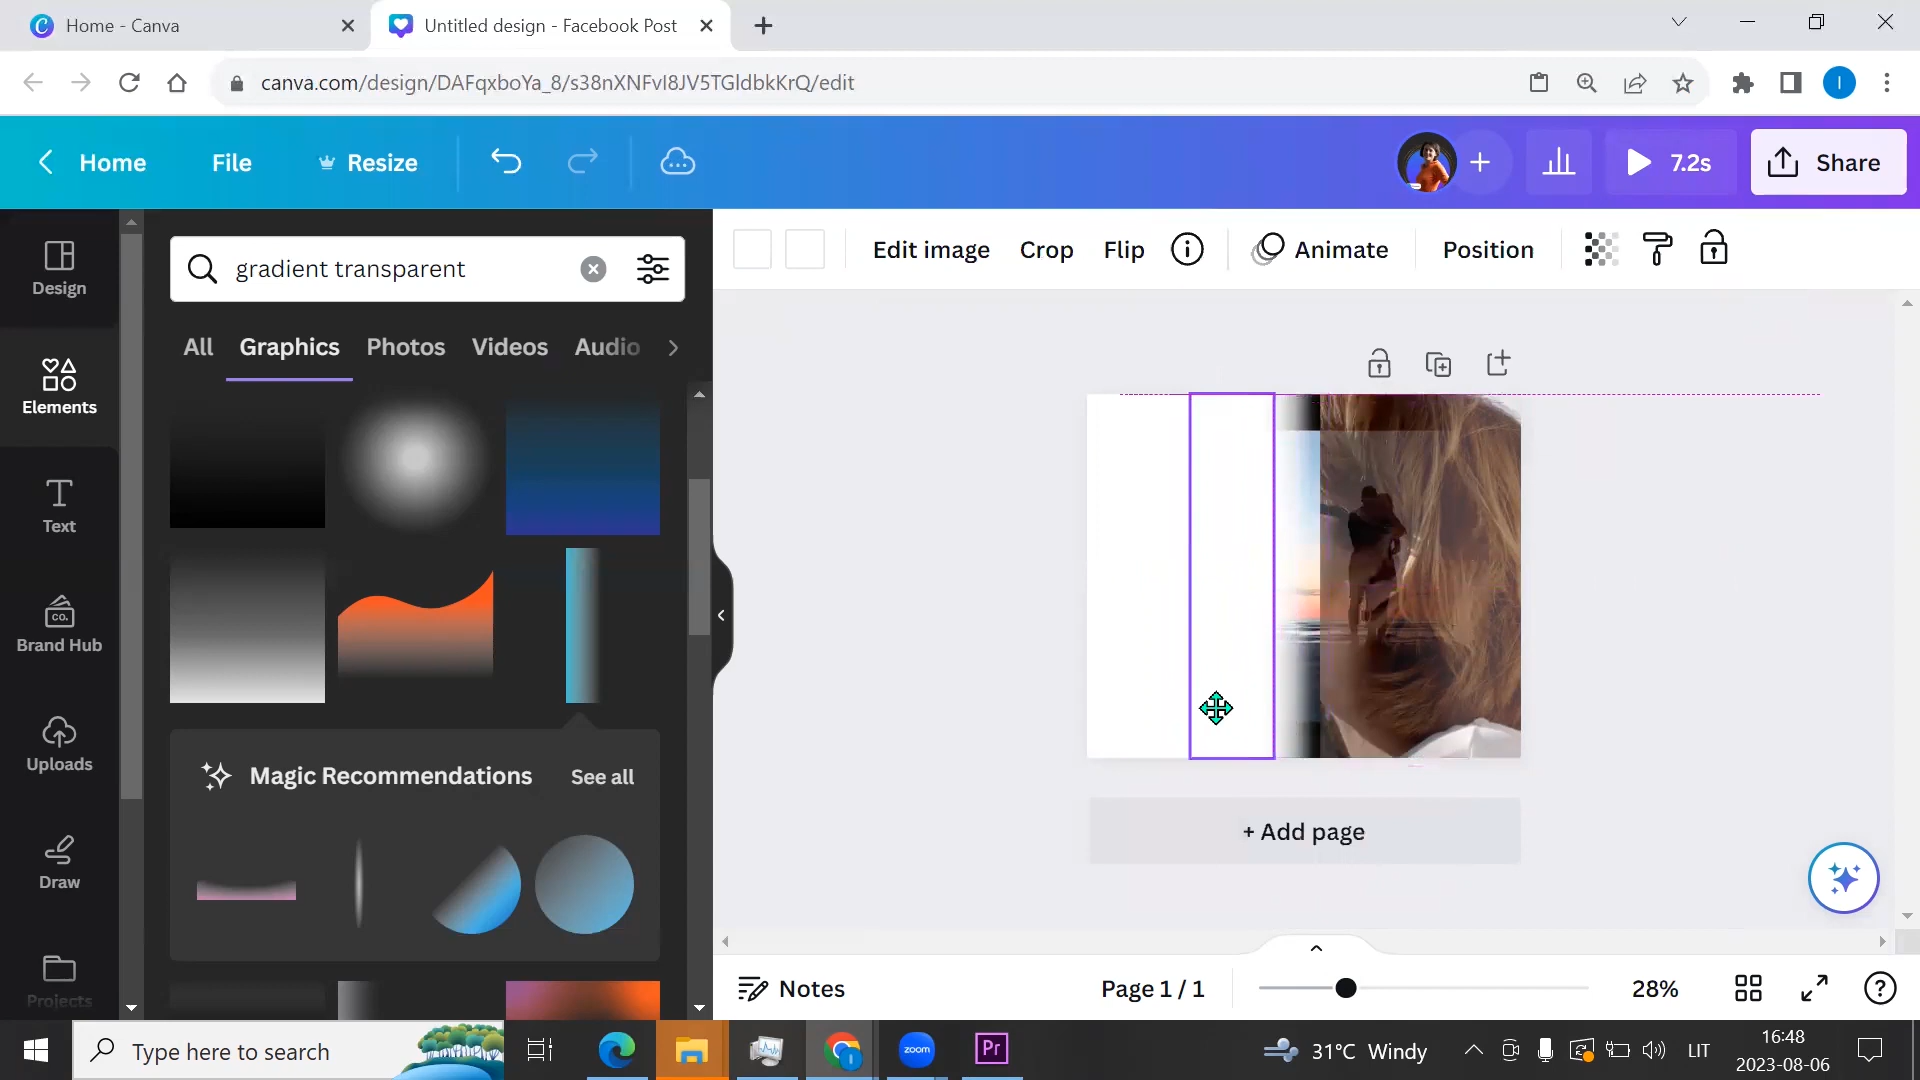 Home - Canva
Untitled design - Facebook Post
canva.com/design/DAFqxboYa_8/s38nXNFvI8JV5TGldbkKrQ/edit
I
Home
File
Resize
7.2s
Share
Design
Elements
Text
Brand Hub
Uploads
Draw
Projects
gradient transparent
All
Graphics
Photos
Videos
Audio
Magic Recommendations
See all
Edit image
Crop
Flip
Animate
Position
+ Add page
Notes
Page 1 / 1
28%
Type here to search
zoom
Pr
31°C Windy
LIT
16:48
2023-08-06